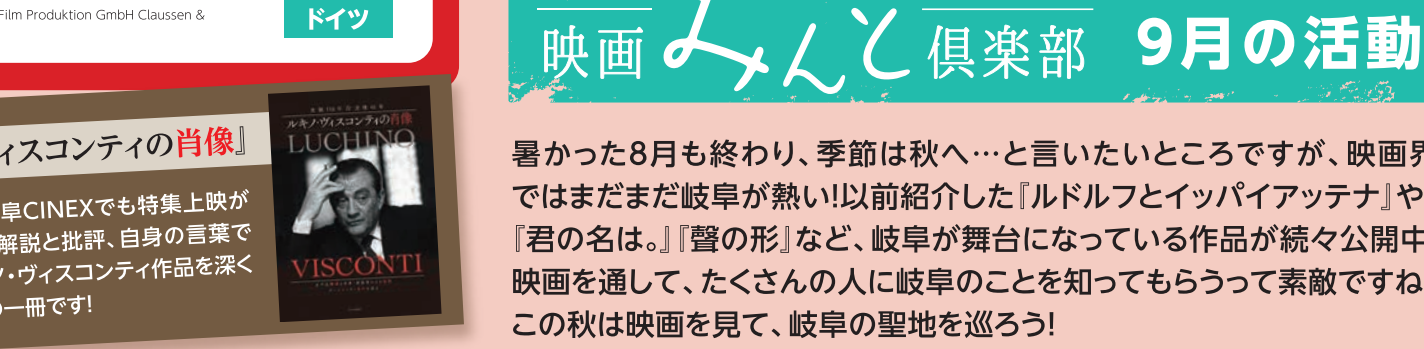 Film Produktion GmbH Claussen &
ドイツ
ィスコンティの肖像』
ルキノ・ヴィスコンティの肖像
LUCHINO
VISCONTI
阜CINEXでも特集上映が
解説と批評、自身の言葉で
ノ・ヴィスコンティ作品を深く
の一冊です!
映画みんと倶楽部 9月の活動
暑かった8月も終わり、季節は秋へ…と言いたいところですが、映画界
ではまだまだ岐阜が熱い!以前紹介した『ルドルフとイッパイアッテナ』や
『君の名は。』『聲の形』など、岐阜が舞台になっている作品が続々公開中
映画を通して、たくさんの人に岐阜のことを知ってもらうって素敵ですね
この秋は映画を見て、岐阜の聖地を巡ろう!